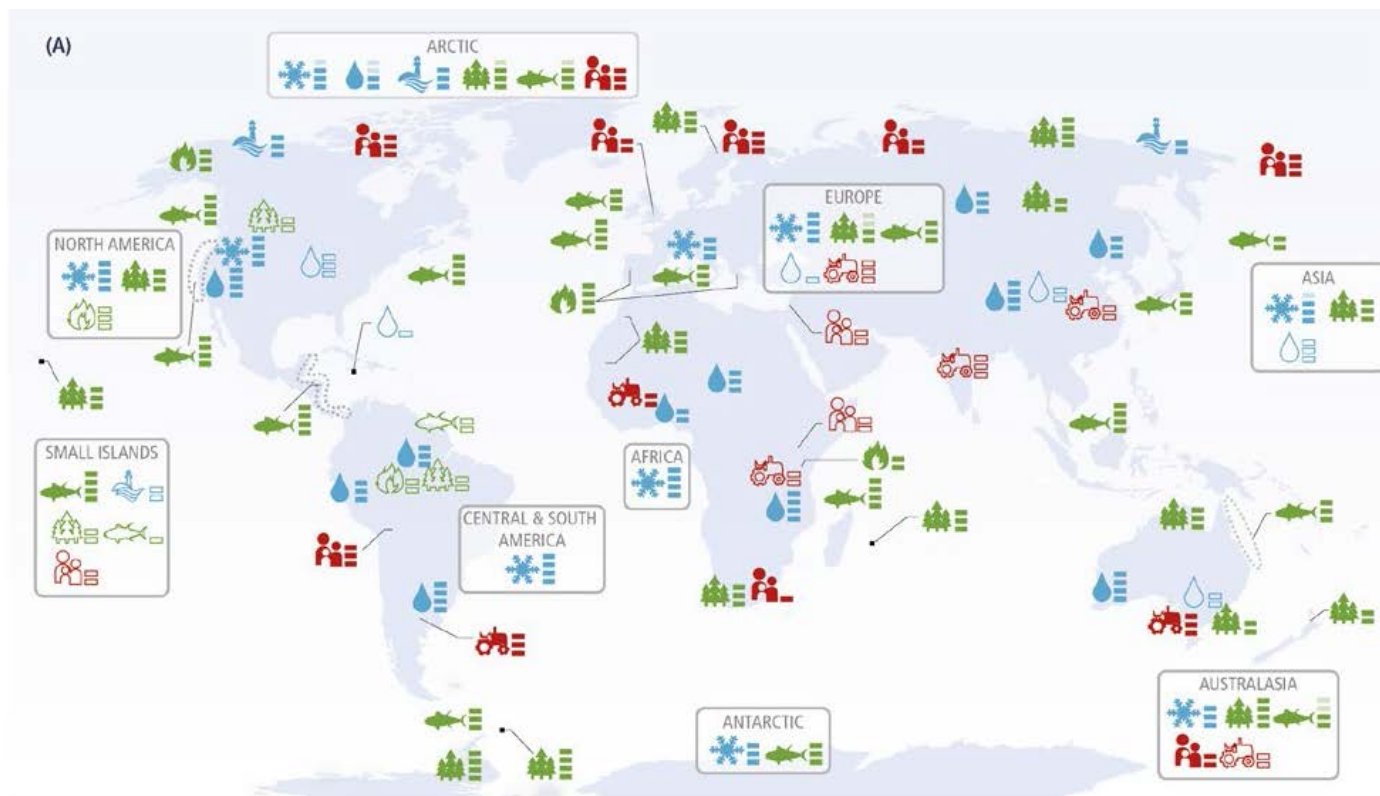 (A)
ARCTIC
EUROPE
NORTH AMERICA
ASIA
SMALL ISLANDS
AFRICA
CENTRAL & SOUTH
AMERICA
AUSTRALASIA
ANTARCTIC